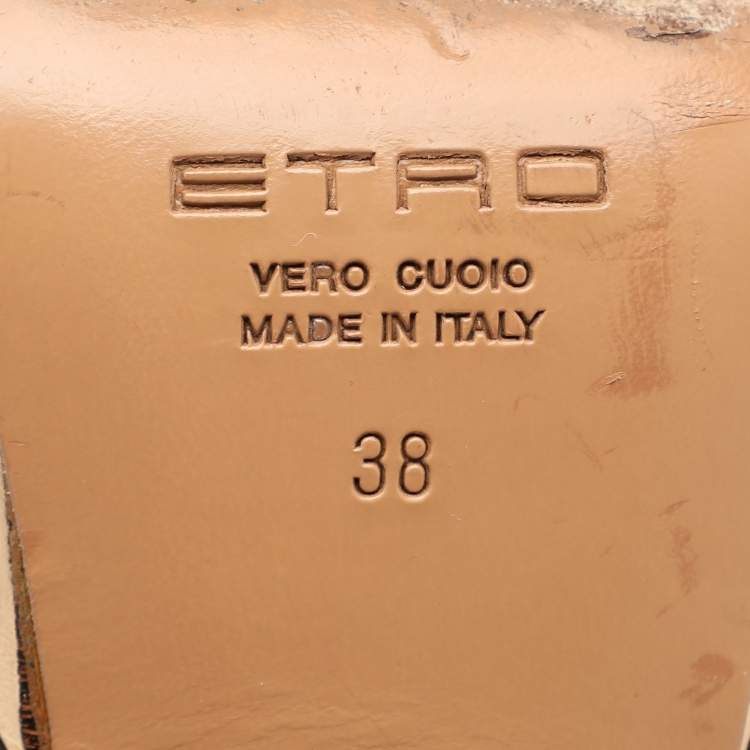 ETRO
VERO CUOIO
MADE IN ITALY
38